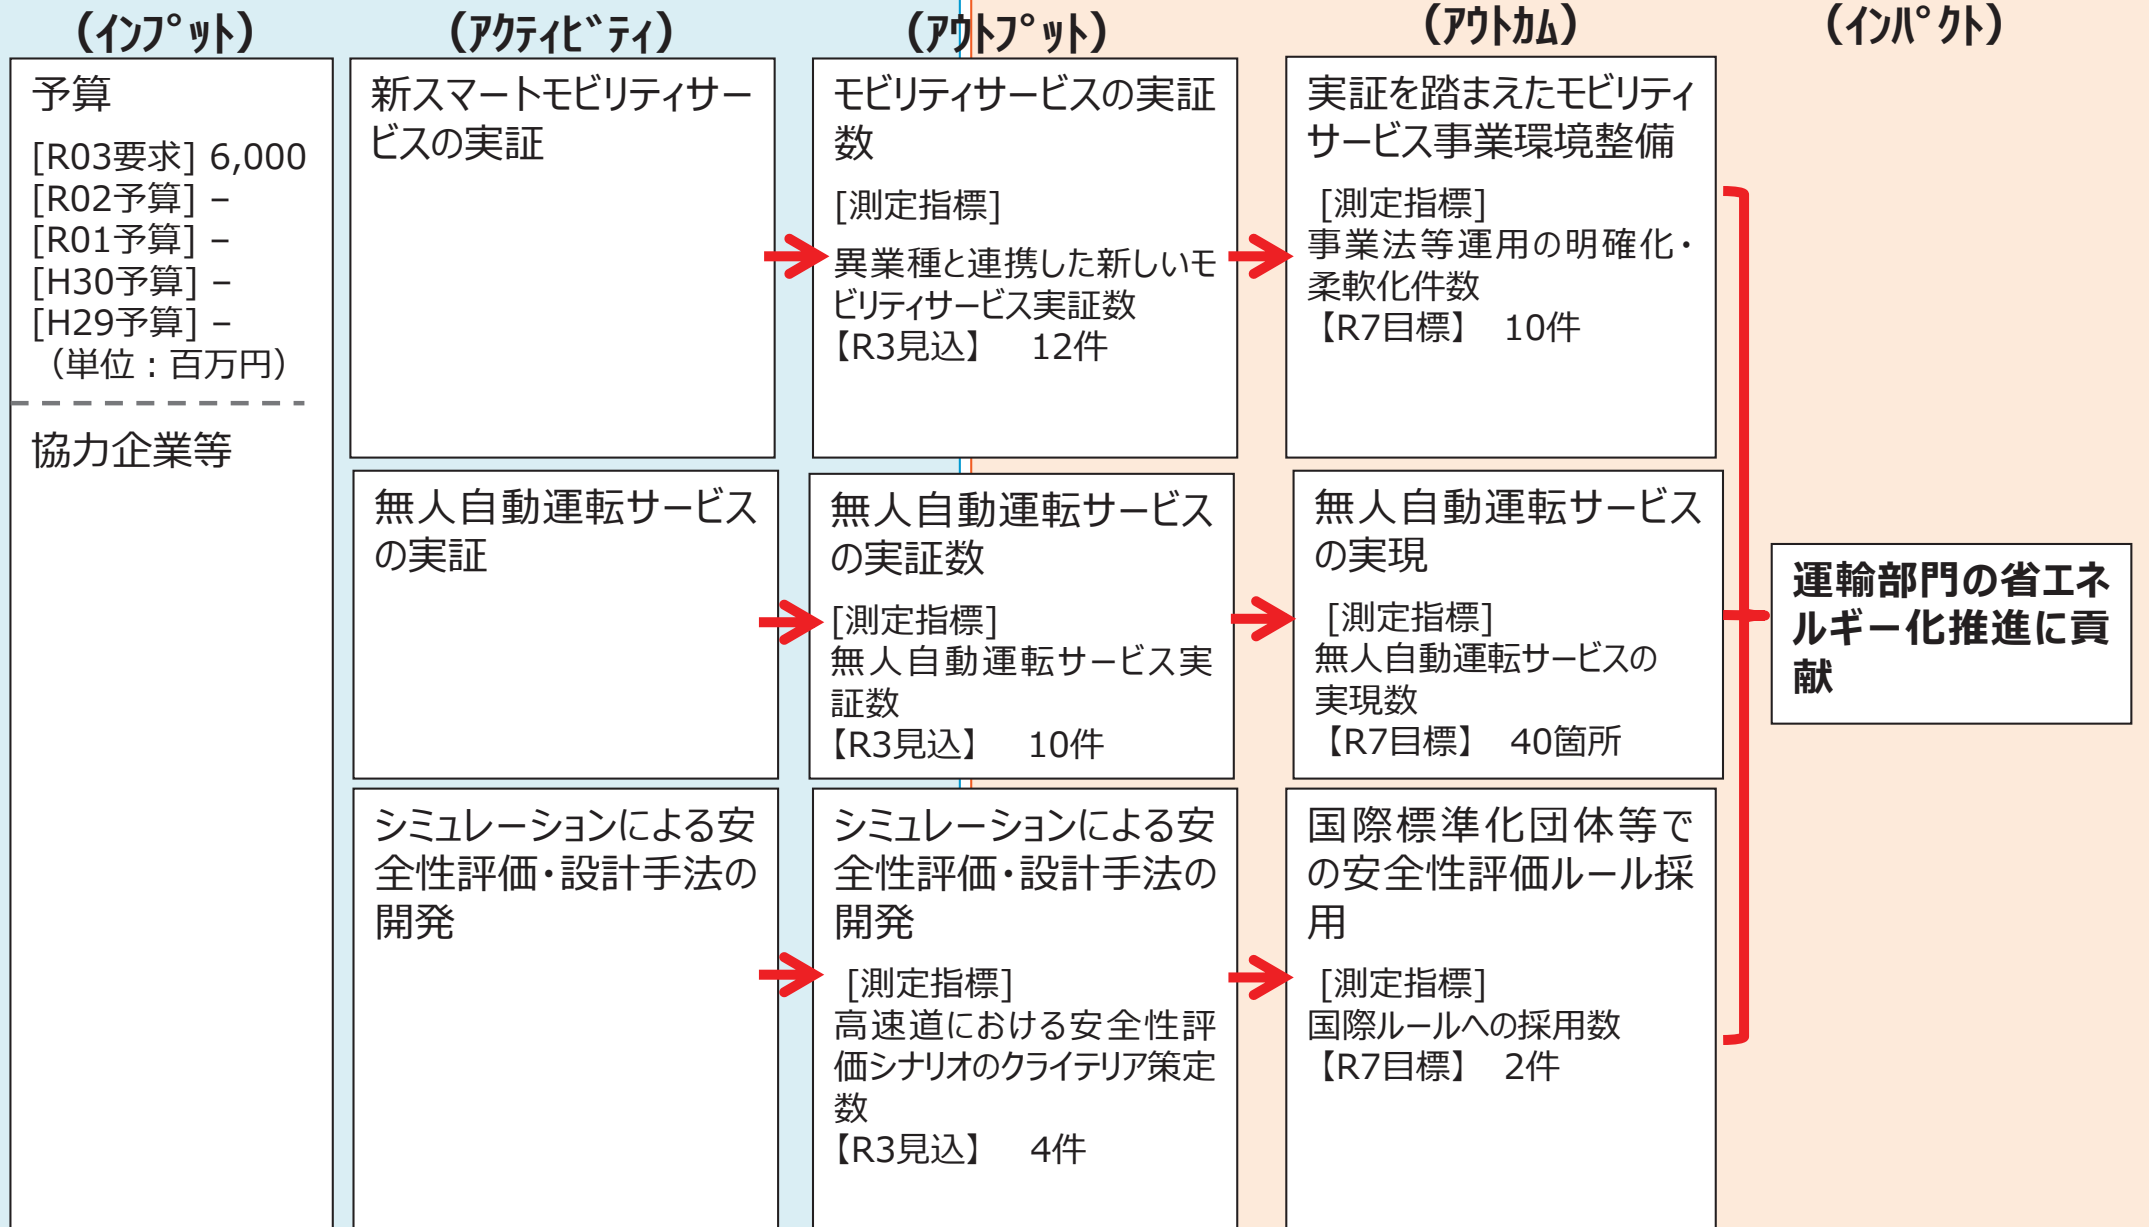 (ｲﾝﾌﾟｯﾄ)
予算
[R03要求] 6,000
[R02予算] –
[R01予算] –
[H30予算] –
[H29予算] –
（単位：百万円）
協力企業等
(ｱｸﾃｨﾋﾞﾃｨ)
新スマートモビリティサー
ビスの実証
無人自動運転サービス
の実証
シミュレーションによる安
全性評価・設計手法の
開発
(ｱｳﾄﾌﾟｯﾄ)
モビリティサービスの実証
数
[測定指標]
異業種と連携した新しいモ
ビリティサービス実証数
【R3見込】　12件
無人自動運転サービス
の実証数
[測定指標]
無人自動運転サービス実
証数
【R3見込】　10件
シミュレーションによる安
全性評価・設計手法の
開発
[測定指標]
高速道における安全性評
価シナリオのクライテリア策定
数
【R3見込】　4件
(ｱｳﾄｶﾑ)
実証を踏まえたモビリティ
サービス事業環境整備
[測定指標]
事業法等運用の明確化・
柔軟化件数
【R7目標】　10件
無人自動運転サービス
の実現
[測定指標]
無人自動運転サービスの
実現数
【R7目標】　40箇所
国際標準化団体等で
の安全性評価ルール採
用
[測定指標]
国際ルールへの採用数
【R7目標】　2件
(ｲﾝﾊﾟｸﾄ)
運輸部門の省エネ
ルギー化推進に貢
献